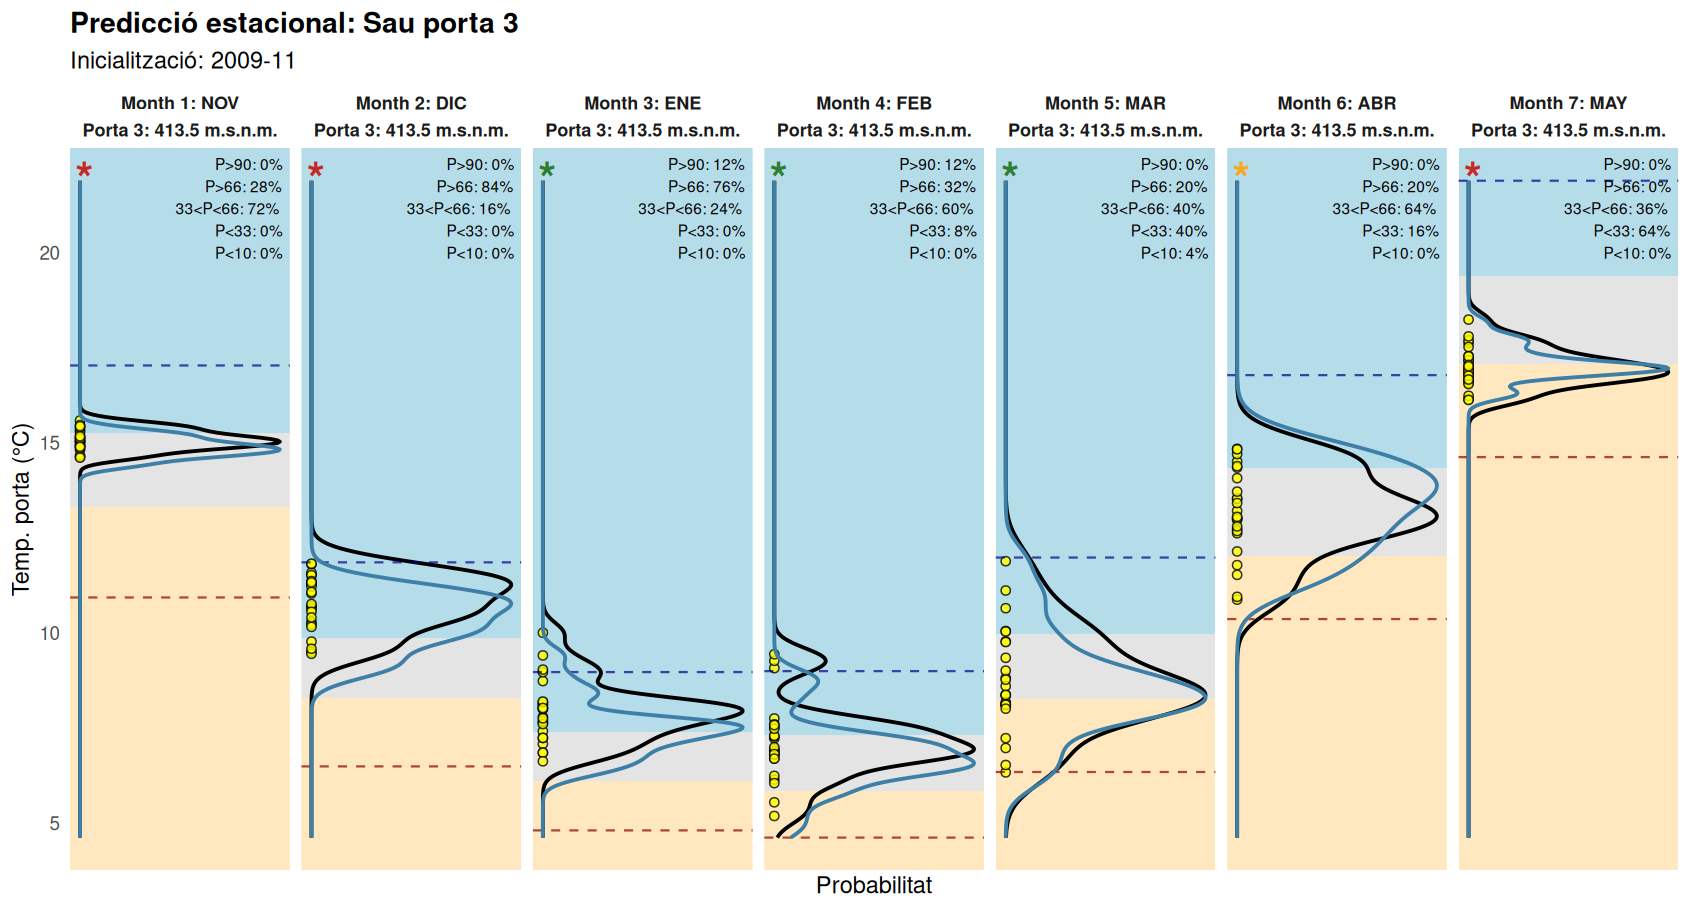 Predicció estacional: Sau porta 3
Inicialització: 2009-11
Month 1: NOV
Porta 3: 413.5 m.s.n.m.
Month 2: DIC
Porta 3: 413.5 m.s.n.m.
Month 3: ENE
Porta 3: 413.5 m.s.n.m.
Month 4: FEB
Porta 3: 413.5 m.s.n.m.
Month 5: MAR
Porta 3: 413.5 m.s.n.m.
Month 6: ABR
Porta 3: 413.5 m.s.n.m.
Month 7: MAY
Porta 3: 413.5 m.s.n.m.
*
P>90: 0%
P>66: 28%
33<P<66: 72%
P<33: 0%
P<10: 0%
*
P>90: 0%
P>66: 84%
33<P<66: 16%
P<33: 0%
P<10: 0%
*
P>90: 12%
P>66: 76%
33<P<66: 24%
P<33: 0%
P<10: 0%
*
P>90: 12%
P>66: 32%
33<P<66: 60%
P<33: 8%
P<10: 0%
*
P>90: 0%
P>66: 20%
33<P<66: 40%
P<33: 40%
P<10: 4%
*
P>90: 0%
P>66: 20%
33<P<66: 64%
P<33: 16%
P<10: 0%
*
P>90: 0%
P>66: 0%
33<P<66: 36%
P<33: 64%
P<10: 0%
Temp. porta (°C)
20
15
10
5
Probabilitat